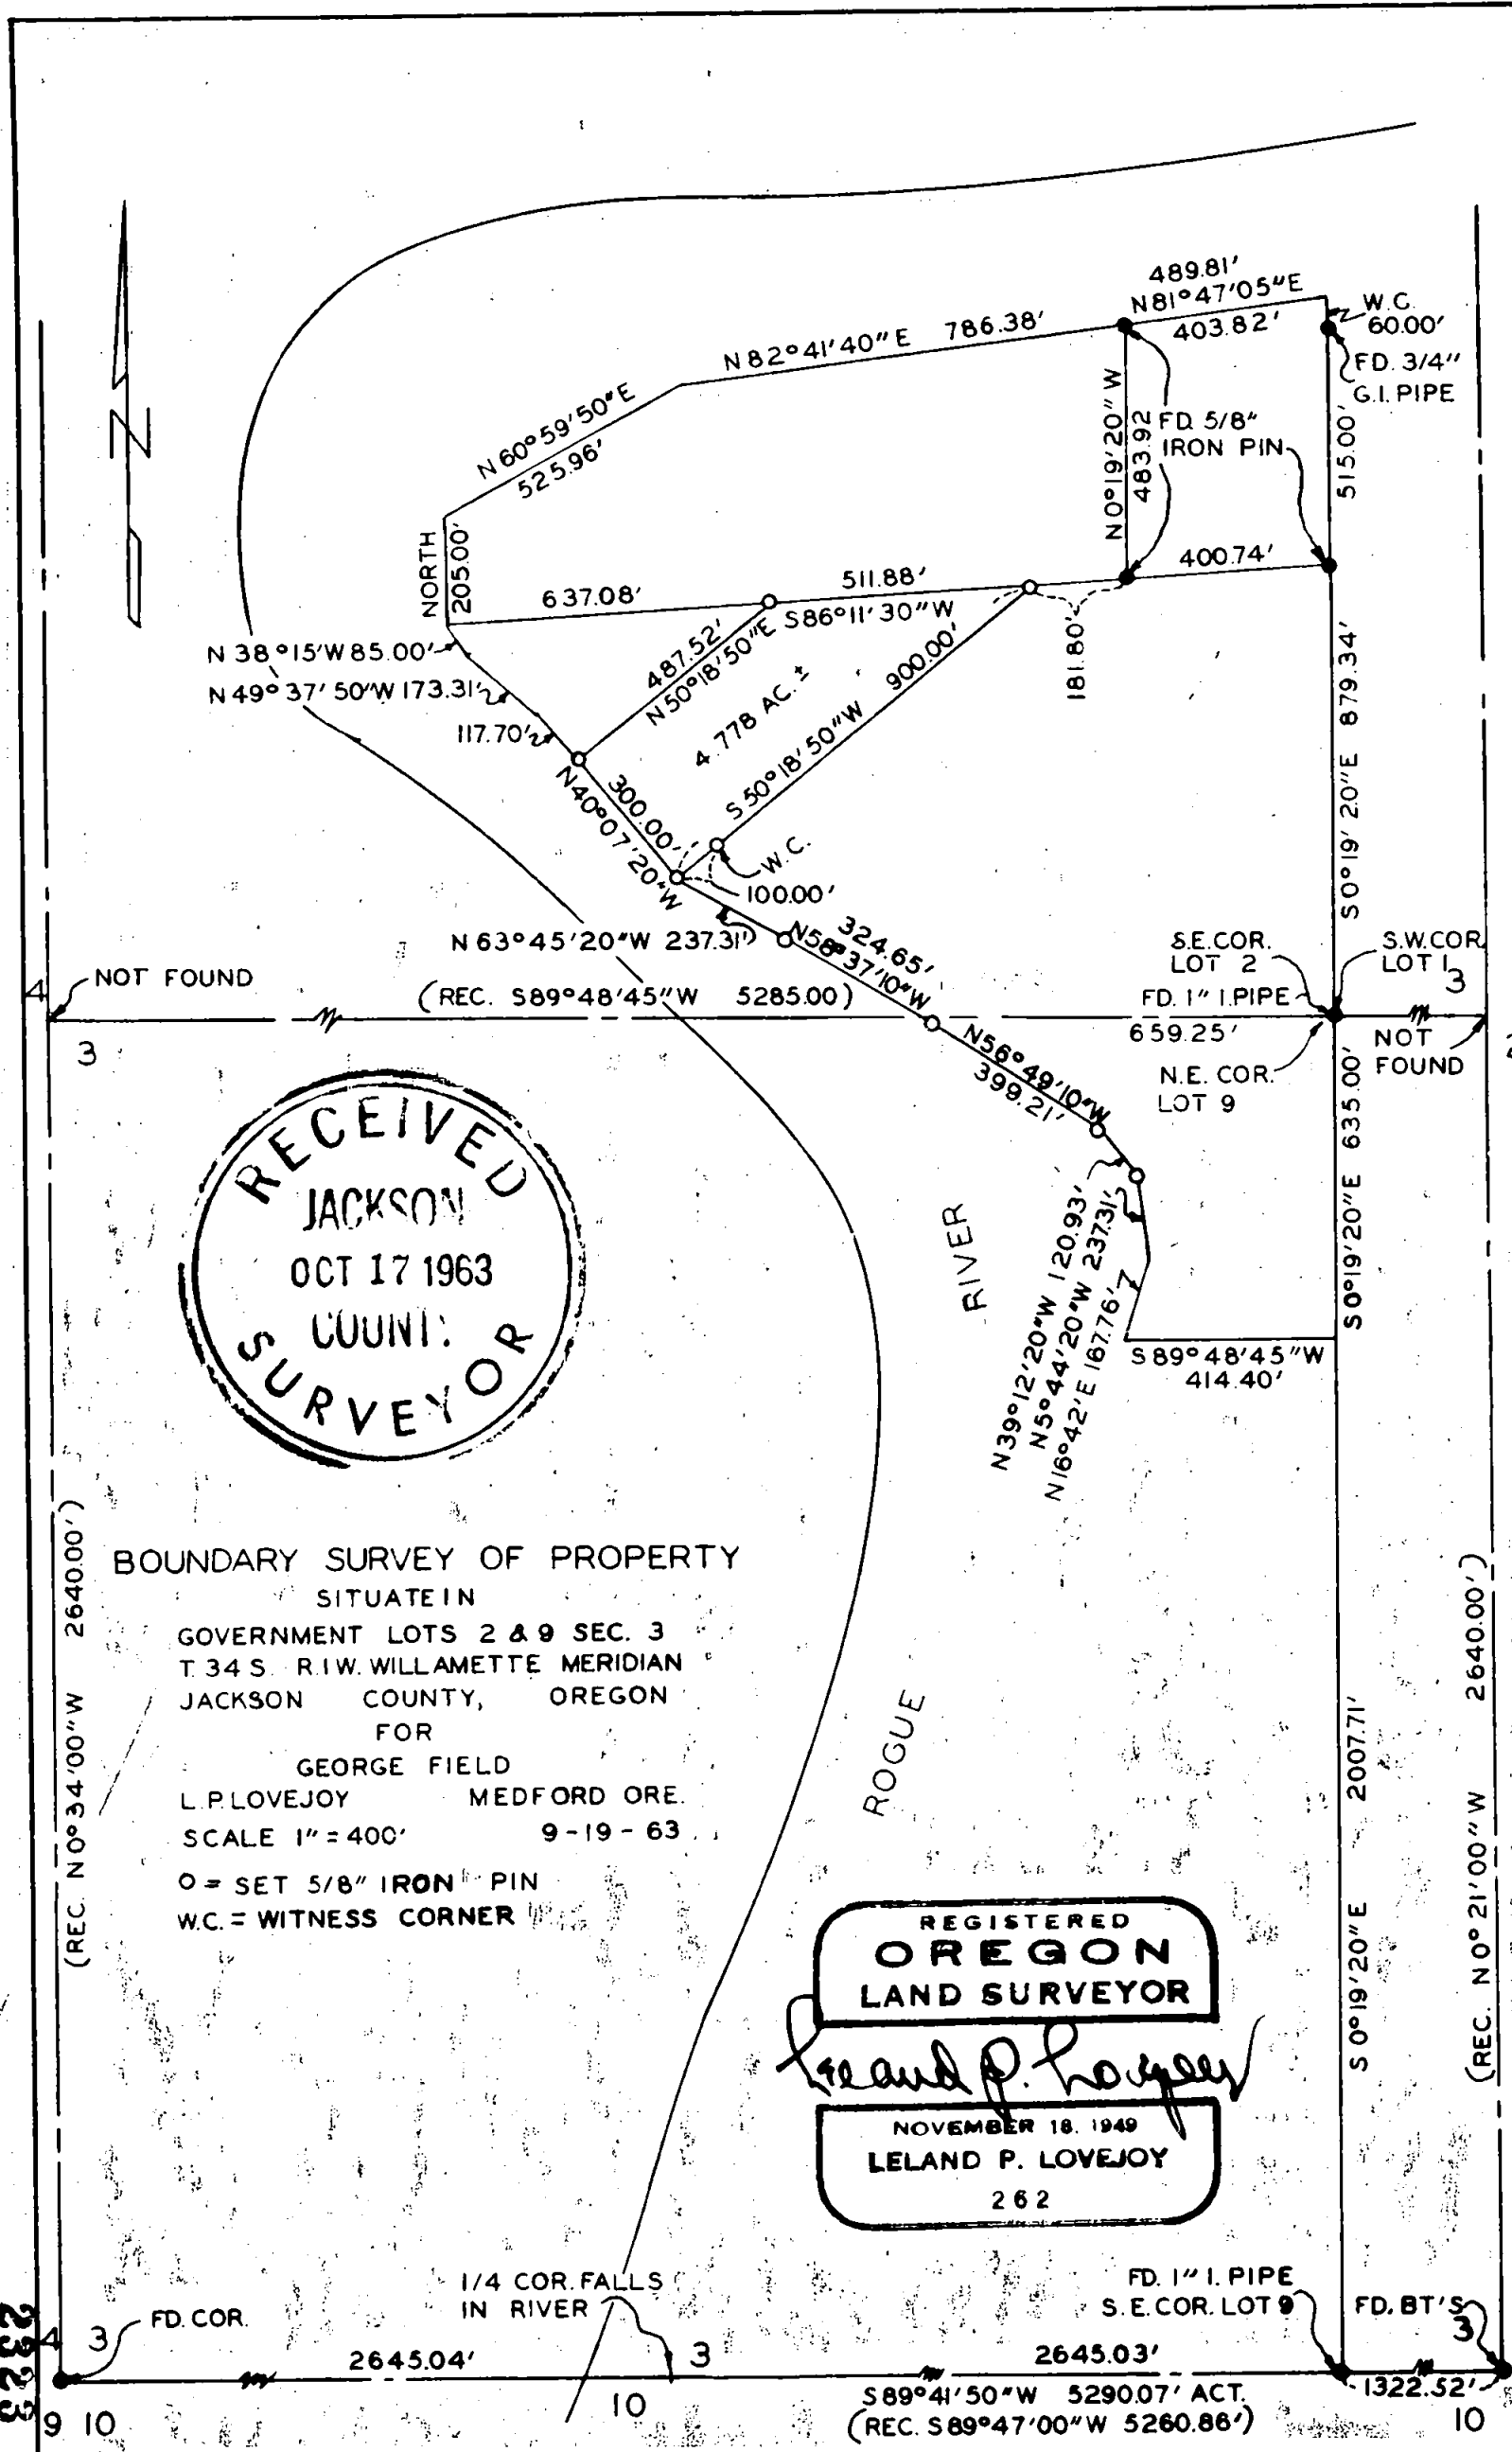 489.81'
N81°47'05"E
403.82'
W.C.
60.00'
FD. 3/4"
G.I. PIPE
N82°41'40"E 786.38'
N60°59'50"E
525.96'
N0°19'20"W
483.92
FD. 5/8"
IRON PIN
515.00'
NORTH
205.00'
637.08'
511.88'
S86°11'30"W
400.74'
181.80'
N
N38°15'W 85.00'
N49°37'50"W 173.31'
117.70'
487.52'
N50°18'50"E
4.778 AC.±
S50°18'50"W 900.00'
300.00'
N40°07'20"W
W.C.
100.00'
S0°19'20"E 879.34'
N63°45'20"W 237.31'
324.65'
N58°37'10"W
S.E.COR.
LOT 2
FD. 1" I.PIPE
S.W.COR.
LOT 1
3
4
NOT FOUND
(REC. S89°48'45"W 5285.00)
659.25'
NOT
FOUND
3
N.E. COR.
LOT 9
N56°49'10"W
399.21'
S0°19'20"E 635.00'
RECEIVED
JACKSON
OCT 17 1963
SURVEYOR
RIVER
N39°12'20"W 120.93'
N5°44'20"W 237.31'
N16°42'E 167.76'
S89°48'45"W
414.40'
(REC. N0°34'00"W 2640.00')
BOUNDARY SURVEY OF PROPERTY
SITUATE IN
GOVERNMENT LOTS 2 & 9 SEC. 3
T. 34 S. R.1W. WILLAMETTE MERIDIAN
JACKSON COUNTY, OREGON
FOR
GEORGE FIELD
L.P. LOVEJOY MEDFORD ORE.
SCALE 1" = 400' 9-19-63
O = SET 5/8" IRON PIN
W.C. = WITNESS CORNER
ROGUE
S0°19'20"E 2007.71'
(REC. N0°21'00"W 2640.00')
REGISTERED
OREGON
LAND SURVEYOR
Leland P. Lovejoy
NOVEMBER 18, 1949
LELAND P. LOVEJOY
262
1/4 COR. FALLS
IN RIVER
FD. 1" I. PIPE
S.E. COR. LOT 9
FD. BT'S
3
4 3
FD. COR.
2645.04'
3
2645.03'
1322.52'
S89°41'50"W 5290.07' ACT.
(REC. S89°47'00"W 5260.86')
9 10
10
10